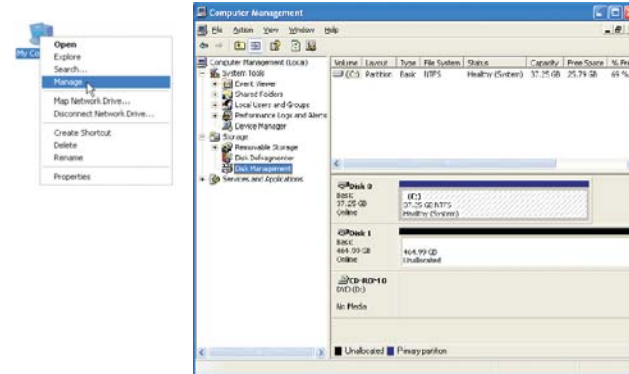 My Co
Open
Explore
Search...
Manage
Map Network Drive...
Disconnect Network Drive...
Create Shortcut
Delete
Rename
Properties
Computer Management
File Action View Window Help
Computer Management (Local)
System Tools
Event Viewer
Shared Folders
Local Users and Groups
Performance Logs and Alerts
Device Manager
Storage
Removable Storage
Disk Defragmenter
Disk Management
Services and Applications
Volume Layout Type File System Status Capacity Free Space % F
(C:) Partition Basic NTFS Healthy (System) 37.25 GB 25.79 GB 69 %
Disk 0
Basic
37.25 GB
Online
(C:)
37.25 GB NTFS
Healthy (System)
Disk 1
Basic
464.99 GB
Online
464.99 GB
Unallocated
CD-ROM 0
DVD (D:)
No Media
Unallocated Primary partition